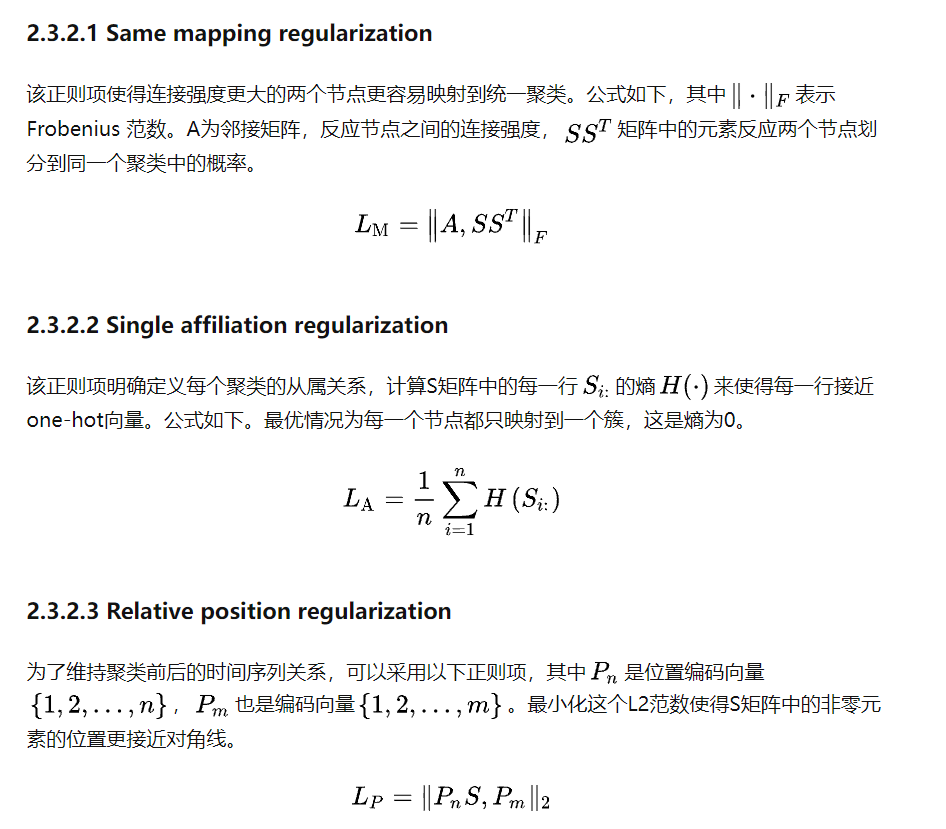 2.3.2.1 Same mapping regularization
该正则项使得连接强度更大的两个节点更容易映射到统一聚类。公式如下，其中 ‖·‖_F 表示
Frobenius 范数。A为邻接矩阵，反应节点之间的连接强度， SS^T 矩阵中的元素反应两个节点划
分到同一个聚类中的概率。
L_M = ‖A, SS^T‖_F
2.3.2.2 Single affiliation regularization
该正则项明确定义每个聚类的从属关系，计算S矩阵中的每一行 S_{i:} 的熵 H(·) 来使得每一行接近
one-hot向量。公式如下。最优情况为每一个节点都只映射到一个簇，这是熵为0。
L_A = \frac{1}{n} \sum_{i=1}^{n} H(S_{i:})
2.3.2.3 Relative position regularization
为了维持聚类前后的时间序列关系，可以采用以下正则项，其中 P_n 是位置编码向量
{1, 2, . . . , n} ， P_m 也是编码向量 {1, 2, . . . , m} 。最小化这个L2范数使得S矩阵中的非零元
素的位置更接近对角线。
L_P = ‖P_n S, P_m‖_2